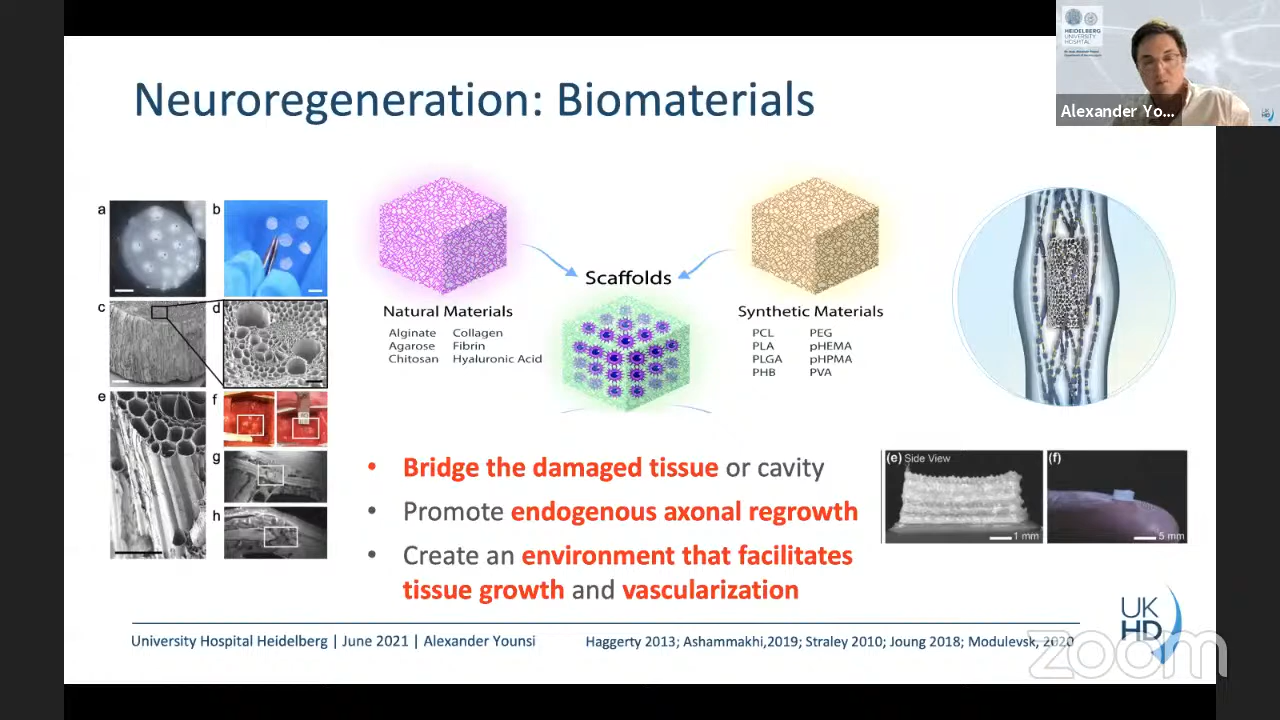 Neuroregeneration: Biomaterials
HEIDELBERG
UNIVERSITY
HOSPITAL
Alexander Yo...
a
b
c
d
e
f
g
h
Scaffolds
Natural Materials
Alginate Collagen
Agarose Fibrin
Chitosan Hyaluronic Acid
Synthetic Materials
PCL PEG
PLA pHEMA
PLGA pHPMA
PHB PVA
• Bridge the damaged tissue or cavity
• Promote endogenous axonal regrowth
• Create an environment that facilitates
tissue growth and vascularization
(e) Side View
1 mm
(f)
5 mm
University Hospital Heidelberg | June 2021 | Alexander Younsi
Haggerty 2013; Ashammakhi,2019; Straley 2010; Joung 2018; Modulevsk, 2020
UK
HD
zoom